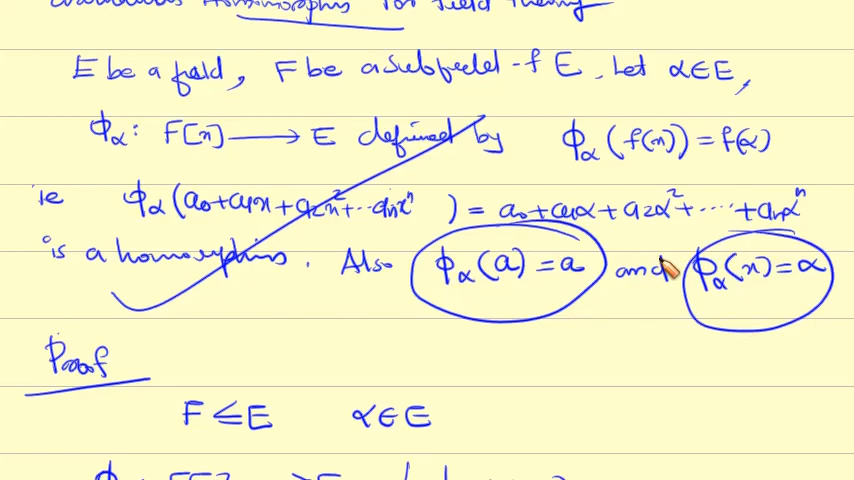 Homomorphism for field theory
E be a field, F be a subfield of E. Let α∈E,
ϕα : F[x] ⟶ E defined by ϕα(f(x)) = f(α)
ie ϕα(a0+a1x+a2x²+...anxⁿ) = a0+a1α+a2α²+....+anαⁿ
is a homomorphism. Also ϕα(a) = a and ϕα(x) = α
Proof
F ≤ E α∈E